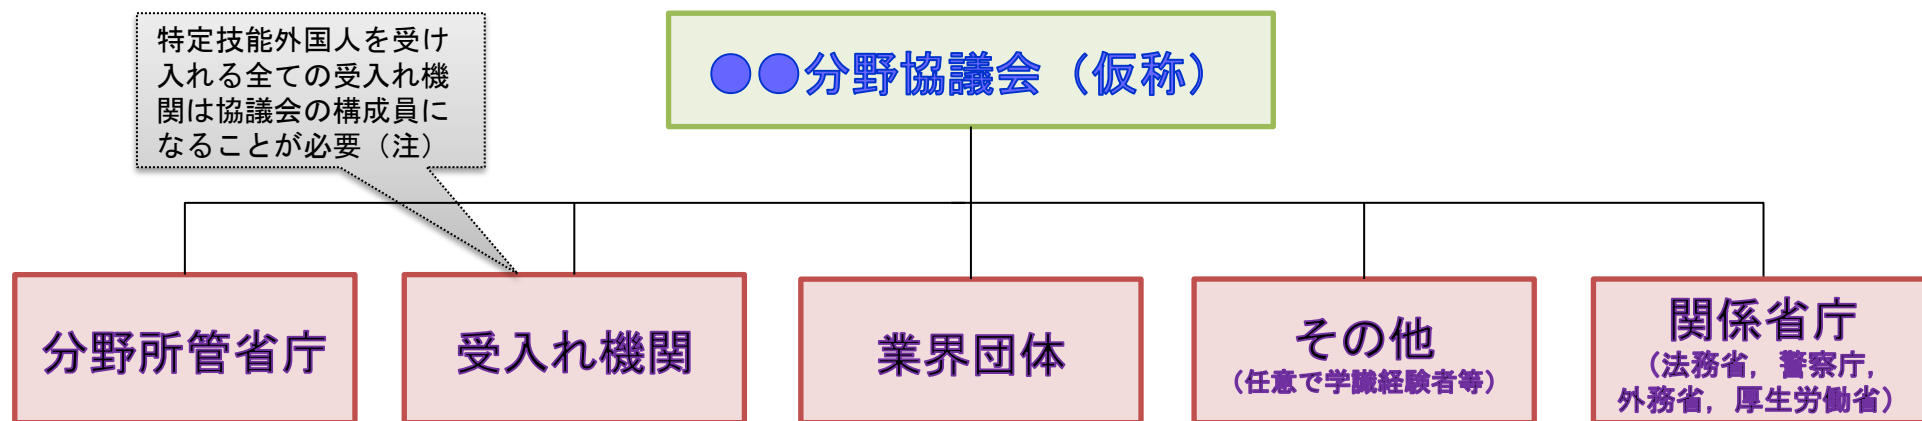 特定技能外国人を受け
入れる全ての受入れ機
関は協議会の構成員に
なることが必要（注）
●●分野協議会（仮称）
分野所管省庁
受入れ機関
業界団体
その他
（任意で学識経験者等）
関係省庁
（法務省，警察庁，
外務省，厚生労働省）